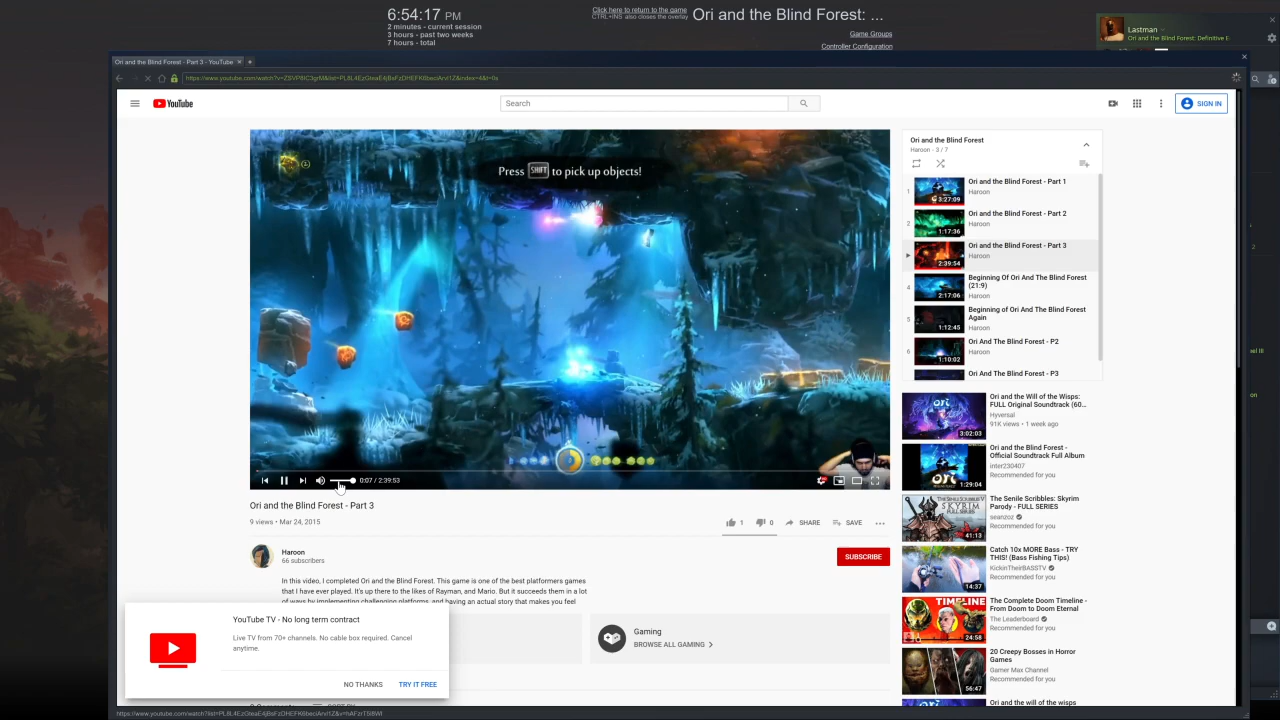 6:54:17 PM
2 minutes - current session
3 hours - past two weeks
7 hours - total
Click here to return to the game
CTRL+INS also closes the overlay
Ori and the Blind Forest: ...
Game Groups
Controller Configuration
Lastman
Ori and the Blind Forest: Definitive E
Ori and the Blind Forest - Part 3 - YouTube
YouTube
Search
SIGN IN
Press SHIFT to pick up objects!
0:07 / 2:39:53
Ori and the Blind Forest - Part 3
9 views • Mar 24, 2015
1
0
SHARE
SAVE
Haroon
66 subscribers
SUBSCRIBE
In this video, I completed Ori and the Blind Forest. This game is one of the best platformers games
that I have ever played. It's up there to the likes of Rayman, and Mario. But it succeeds them in a lot
of ways by implementing challenging platforms, and having an actual story that makes you feel
Gaming
BROWSE ALL GAMING
YouTube TV - No long term contract
Live TV from 70+ channels. No cable box required. Cancel
anytime.
NO THANKS
TRY IT FREE
Ori and the Blind Forest
Haroon - 3 / 7
1
Ori and the Blind Forest - Part 1
Haroon
3:27:09
2
Ori and the Blind Forest - Part 2
Haroon
1:17:36
Ori and the Blind Forest - Part 3
Haroon
2:39:54
4
Beginning Of Ori And The Blind Forest
(21:9)
Haroon
2:17:06
5
Beginning of Ori And The Blind Forest
Again
Haroon
1:12:45
6
Ori And The Blind Forest - P2
Haroon
1:10:02
Ori And The Blind Forest - P3
Ori and the Will of the Wisps:
FULL Original Soundtrack (60...
Hyversal
91K views • 1 week ago
3:02:03
Ori and the Blind Forest -
Official Soundtrack Full Album
inter230407
Recommended for you
1:29:04
The Senile Scribbles: Skyrim
Parody - FULL SERIES
seanzoz
Recommended for you
41:13
Catch 10x MORE Bass - TRY
THIS! (Bass Fishing Tips)
KickinTheirBASSTV
Recommended for you
14:37
The Complete Doom Timeline -
From Doom to Doom Eternal
The Leaderboard
Recommended for you
24:58
20 Creepy Bosses in Horror
Games
Gamer Max Channel
Recommended for you
56:47
Ori and the will of the wisps